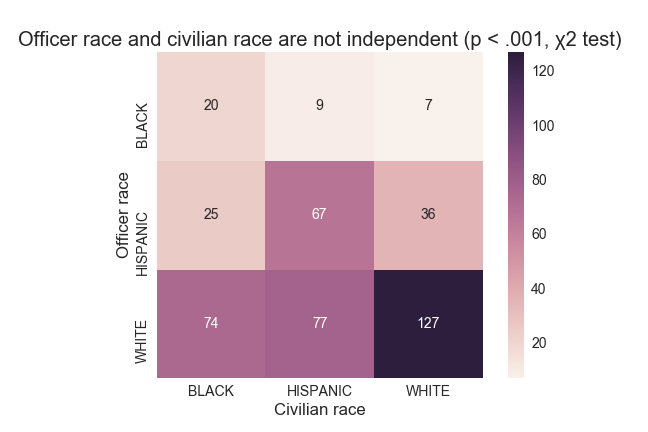 Officer race and civilian race are not independent (p < .001, χ2 test)
BLACK
20
9
7
HISPANIC
25
67
36
WHITE
74
77
127
Officer race
BLACK
HISPANIC
WHITE
Civilian race
120
100
80
60
40
20